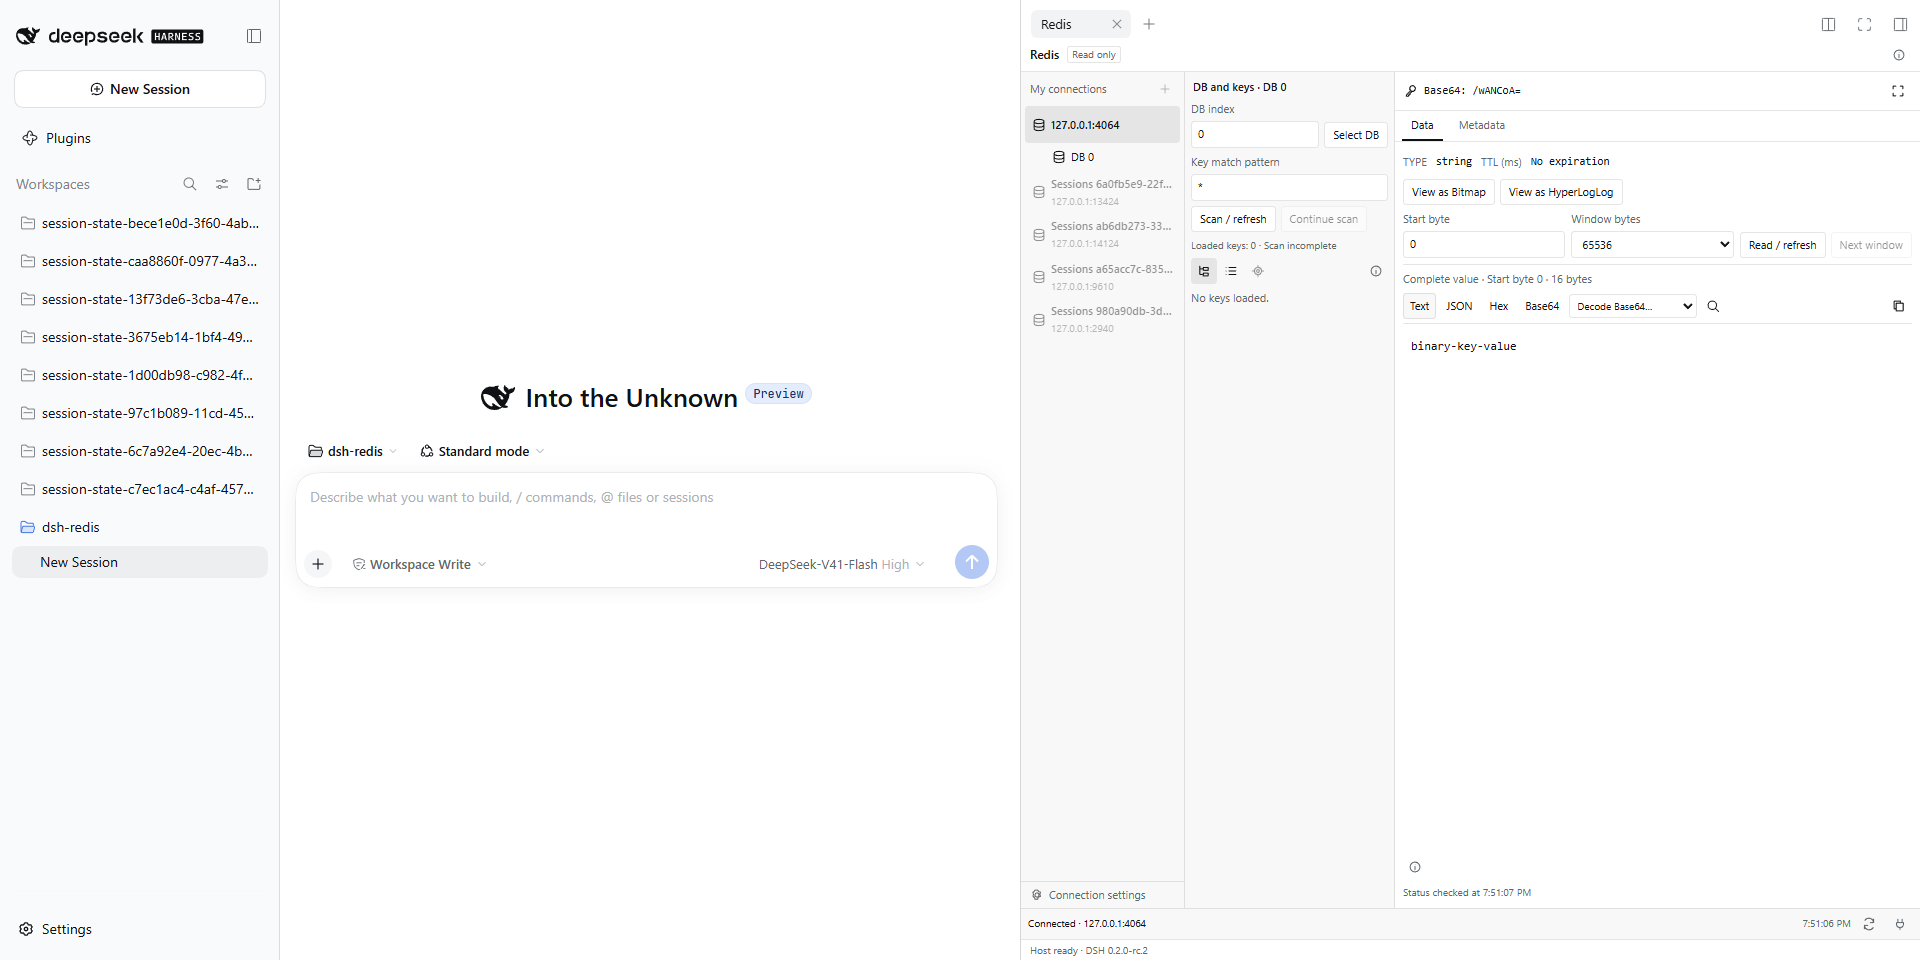 deepseek HARNESS
New Session
Plugins
Workspaces
session-state-bece1e0d-3f60-4ab...
session-state-caa8860f-0977-4a3...
session-state-13f73de6-3cba-47e...
session-state-3675eb14-1bf4-49...
session-state-1d00db98-c982-4f...
session-state-97c1b089-11cd-45...
session-state-6c7a92e4-20ec-4b...
session-state-c7ec1ac4-c4af-457...
dsh-redis
New Session
Settings
Into the Unknown Preview
dsh-redis Standard mode
Describe what you want to build, / commands, @ files or sessions
Workspace Write DeepSeek-V41-Flash High
Redis
Redis Read only
My connections
127.0.0.1:4064
DB 0
Sessions 6a0fb5e9-22f...
127.0.0.1:13424
Sessions ab6db273-33...
127.0.0.1:14124
Sessions a65acc7c-835...
127.0.0.1:9610
Sessions 980a90db-3d...
127.0.0.1:2940
Connection settings
DB and keys · DB 0
DB index
0 Select DB
Key match pattern
*
Scan / refresh Continue scan
Loaded keys: 0 · Scan incomplete
No keys loaded.
Base64: /wANCoA=
Data Metadata
TYPE string TTL (ms) No expiration
View as Bitmap View as HyperLogLog
Start byte Window bytes
0 65536 Read / refresh Next window
Complete value · Start byte 0 · 16 bytes
Text JSON Hex Base64 Decode Base64...
binary-key-value
Status checked at 7:51:07 PM
Connected · 127.0.0.1:4064 7:51:06 PM
Host ready · DSH 0.2.0-rc.2